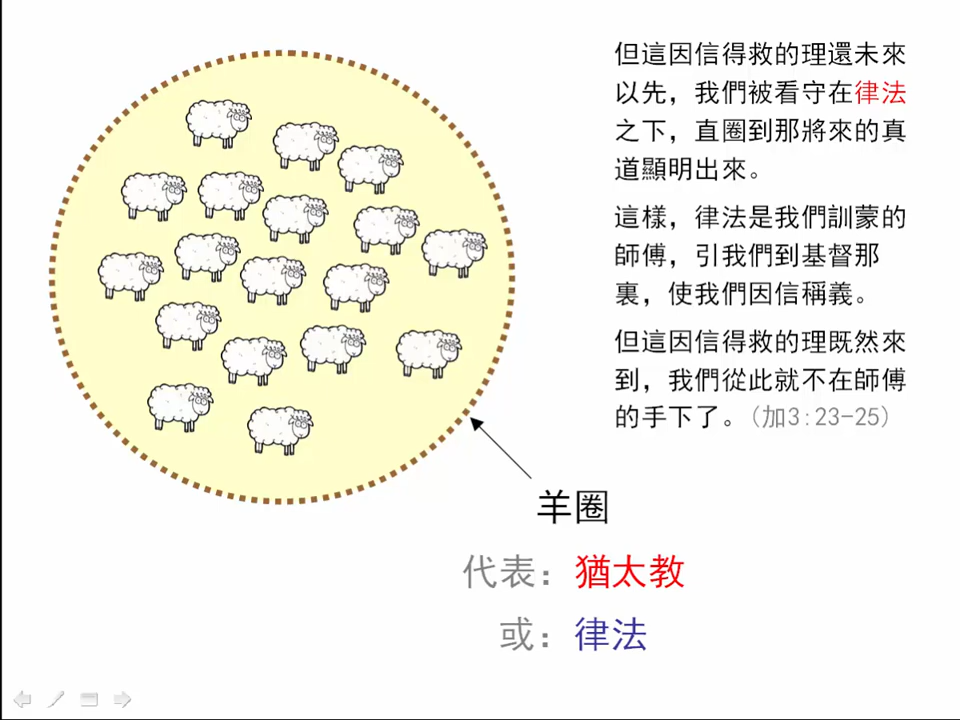 但這因信得救的理還未來
以先，我們被看守在律法
之下，直圈到那將來的真
道顯明出來。
這樣，律法是我們訓蒙的
師傅，引我們到基督那
裏，使我們因信稱義。
但這因信得救的理既然來
到，我們從此就不在師傅
的手下了。（加3:23-25）
羊圈
代表：猶太教
或：律法